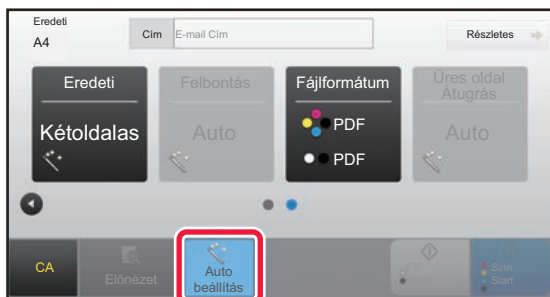 Eredeti
A4
Cím
E-mail Cím
Részletes
Eredeti
Kétoldalas
Felbontás
Auto
Fájlformátum
PDF
PDF
Üres oldal
Átugrás
Auto
CA
Előnézet
Auto
beállítás
Szín
Start